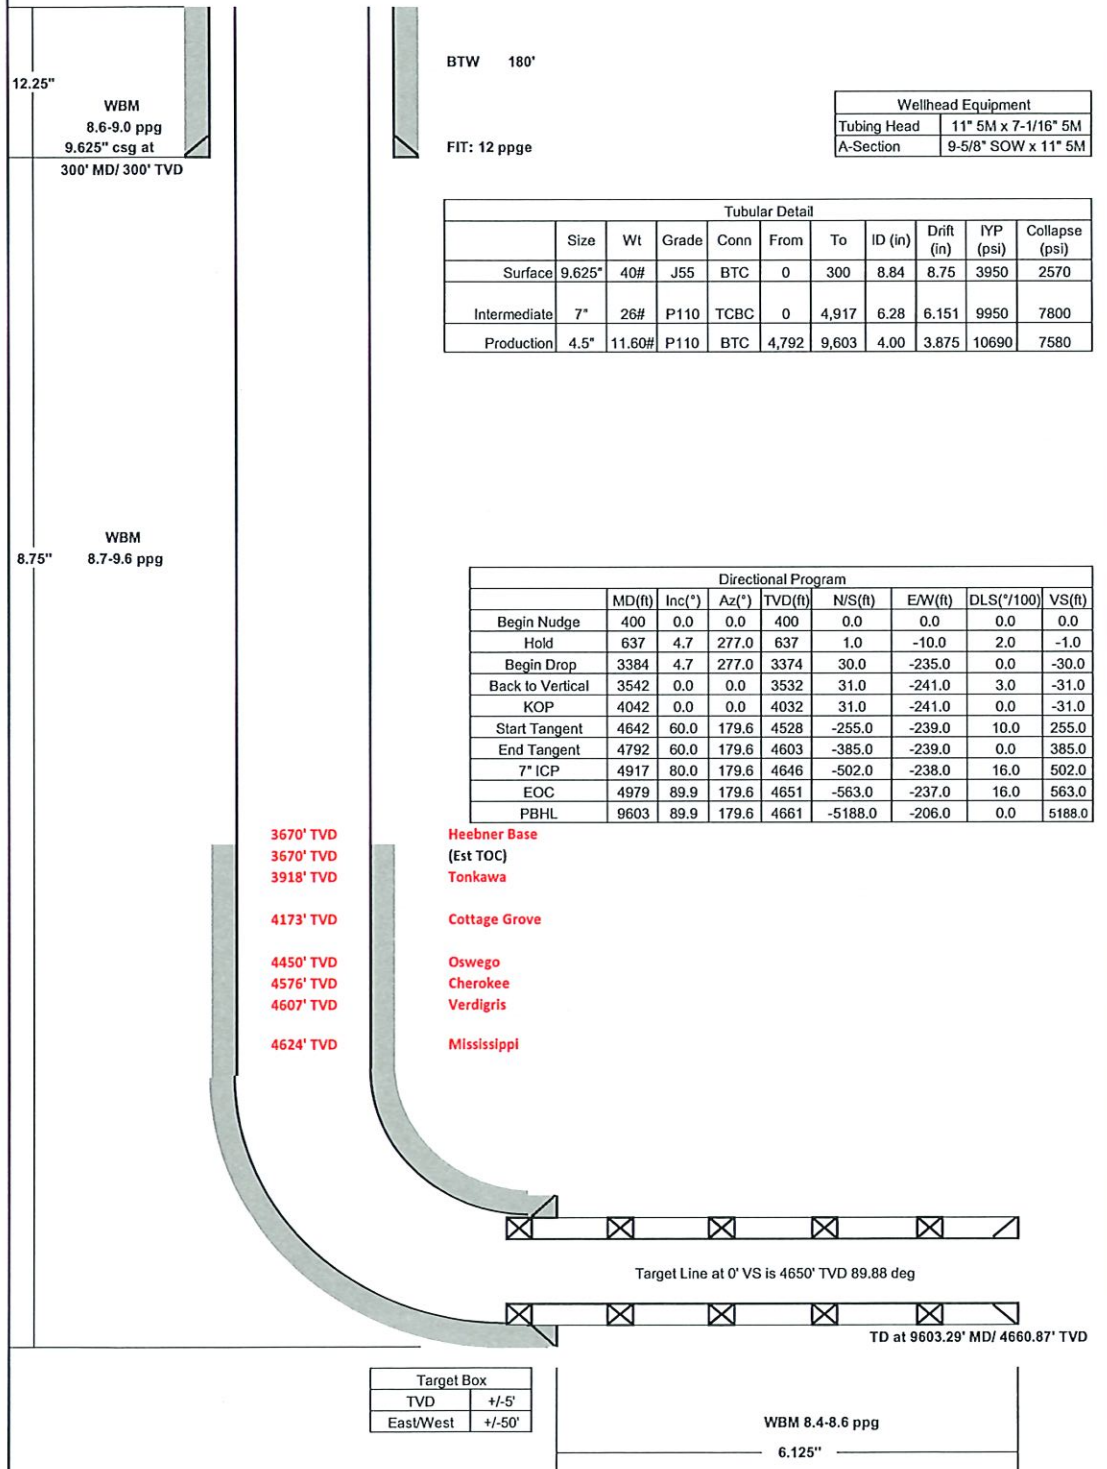 BTW 180'
12.25"
WBM
8.6-9.0 ppg
9.625" csg at
300' MD/ 300' TVD
FIT: 12 ppge
Wellhead Equipment
Tubing Head 11" 5M x 7-1/16" 5M
A-Section 9-5/8" SOW x 11" 5M
Tubular Detail
Size Wt Grade Conn From To ID (in) Drift (in) IYP (psi) Collapse (psi)
Surface 9.625" 40# J55 BTC 0 300 8.84 8.75 3950 2570
Intermediate 7" 26# P110 TCBC 0 4,917 6.28 6.151 9950 7800
Production 4.5" 11.60# P110 BTC 4,792 9,603 4.00 3.875 10690 7580
WBM
8.75" 8.7-9.6 ppg
Directional Program
MD(ft) Inc(°) Az(°) TVD(ft) N/S(ft) E/W(ft) DLS(°/100) VS(ft)
Begin Nudge 400 0.0 0.0 400 0.0 0.0 0.0 0.0
Hold 637 4.7 277.0 637 1.0 -10.0 2.0 -1.0
Begin Drop 3384 4.7 277.0 3374 30.0 -235.0 0.0 -30.0
Back to Vertical 3542 0.0 0.0 3532 31.0 -241.0 3.0 -31.0
KOP 4042 0.0 0.0 4032 31.0 -241.0 0.0 -31.0
Start Tangent 4642 60.0 179.6 4528 -255.0 -239.0 10.0 255.0
End Tangent 4792 60.0 179.6 4603 -385.0 -239.0 0.0 385.0
7" ICP 4917 80.0 179.6 4646 -502.0 -238.0 16.0 502.0
EOC 4979 89.9 179.6 4651 -563.0 -237.0 16.0 563.0
PBHL 9603 89.9 179.6 4661 -5188.0 -206.0 0.0 5188.0
3670' TVD Heebner Base
3670' TVD (Est TOC)
3918' TVD Tonkawa
4173' TVD Cottage Grove
4450' TVD Oswego
4576' TVD Cherokee
4607' TVD Verdigris
4624' TVD Mississippi
Target Line at 0' VS is 4650' TVD 89.88 deg
TD at 9603.29' MD/ 4660.87' TVD
Target Box
TVD +/-5'
East/West +/-50'
WBM 8.4-8.6 ppg
6.125"